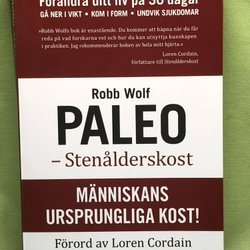 Förändra ditt liv på 30 dagar
GÅ NER I VIKT • KOM I FORM • UNDVIK SJUKDOMAR
»Robb Wolfs bok är enastående. Du kommer att häpna när du får
reda på vad forskarna vet och hur du kan utnyttja kunskapen
i praktiken. Jag rekommenderar boken av hela mitt hjärta.«
Loren Cordain,
författare till Stenålderskost
Robb Wolf
PALEO
– Stenålderskost
MÄNNISKANS
URSPRUNGLIGA KOST!
Förord av Loren Cordain